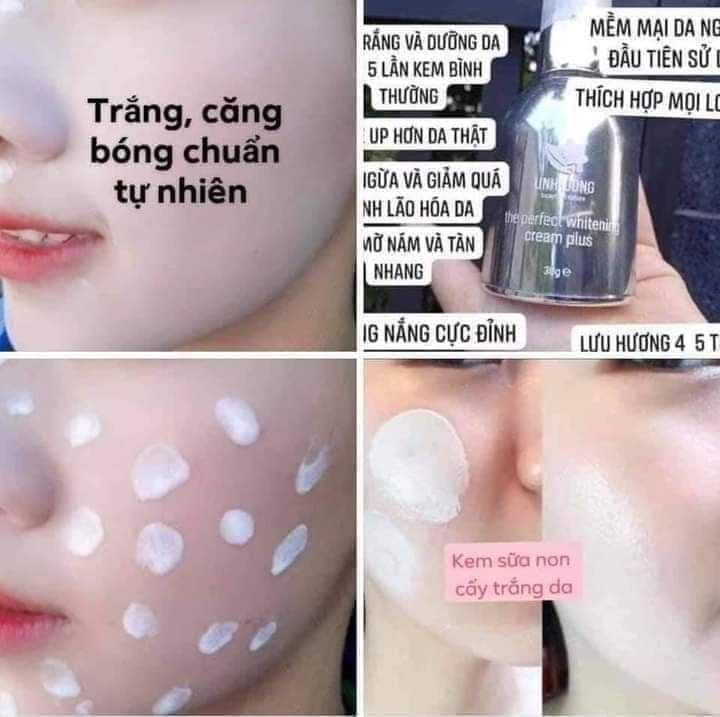 Trắng, căng
bóng chuẩn
tự nhiên
RẮNG VÀ DƯỠNG DA
5 LẦN KEM BÌNH
THƯỜNG
UP HƠN DA THẬT
NGỪA VÀ GIẢM QUÁ
NH LÃO HÓA DA
MỜ NÁM VÀ TÀN
NHANG
G NẮNG CỰC ĐỈNH
MỀM MẠI DA NG
ĐẦU TIÊN SỬ D
THÍCH HỢP MỌI LO
LINH DONG
the perfect whitening
cream plus
30g e
LƯU HƯƠNG 4 5 T
Kem sữa non
cấy trắng da